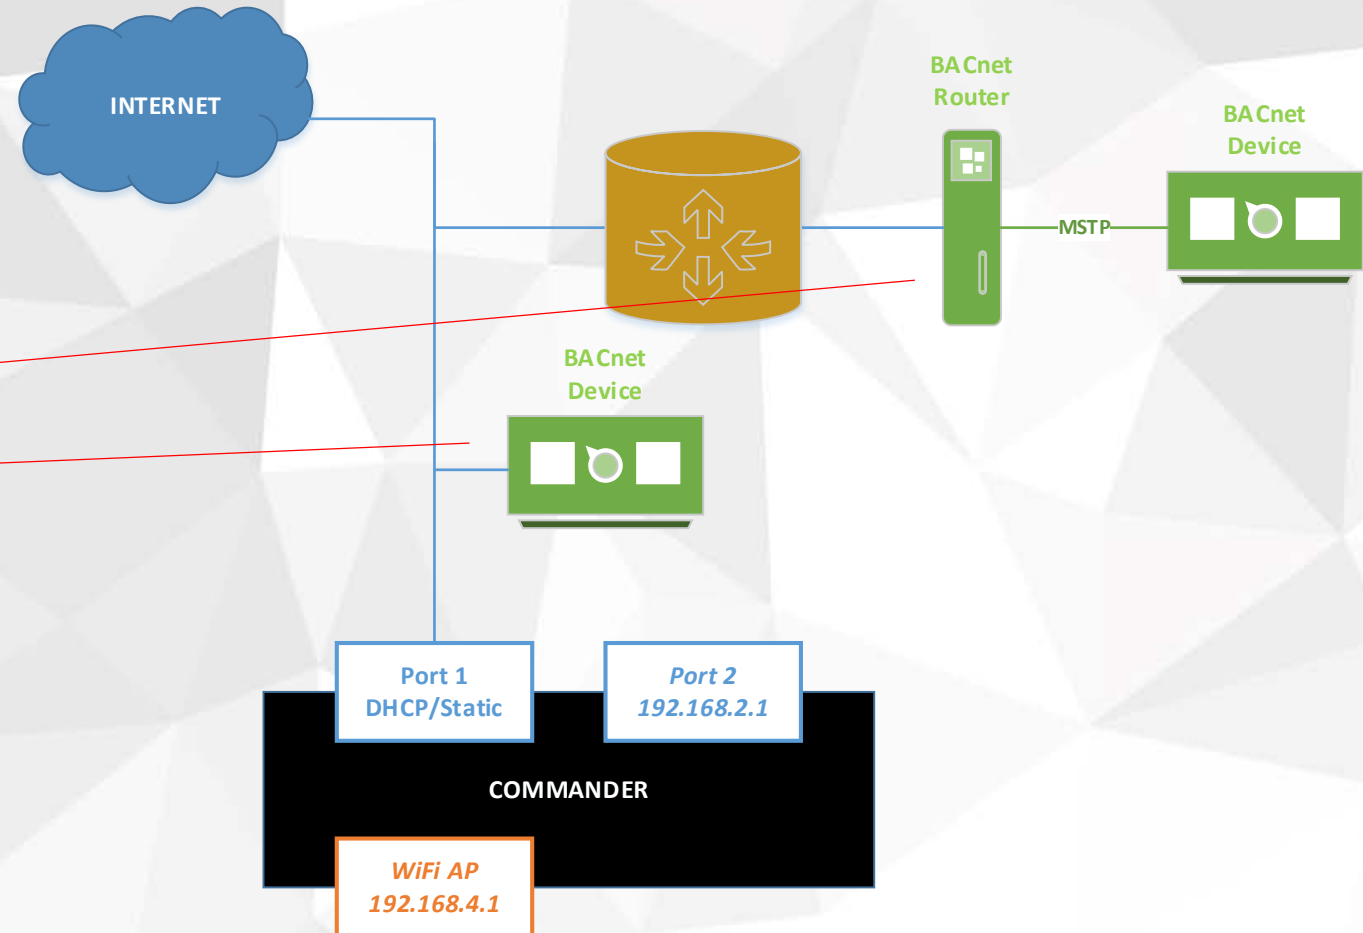 INTERNET
BACnet
Router
BACnet
Device
MSTP
BACnet
Device
Port 1
DHCP/Static
Port 2
192.168.2.1
COMMANDER
WiFi AP
192.168.4.1